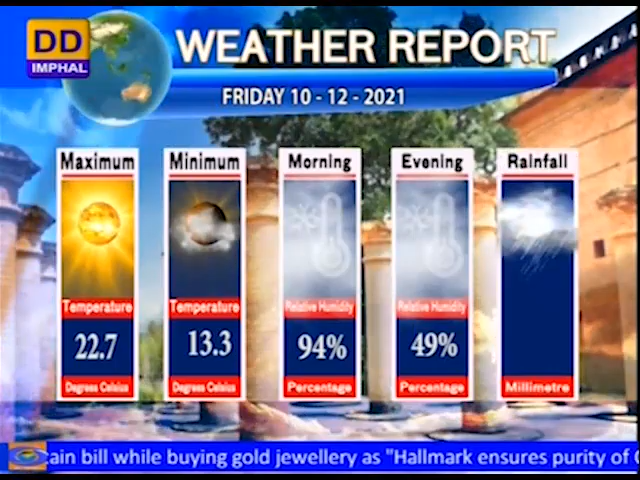 DD
IMPHAL
WEATHER REPORT
FRIDAY 10 - 12 - 2021
Maximum
Temperature
22.7
Degrees Celsius
Minimum
Temperature
13.3
Degrees Celsius
Morning
Relative Humidity
94%
Percentage
Evening
Relative Humidity
49%
Percentage
Rainfall
Millimetre
ain bill while buying gold jewellery as "Hallmark ensures purity of